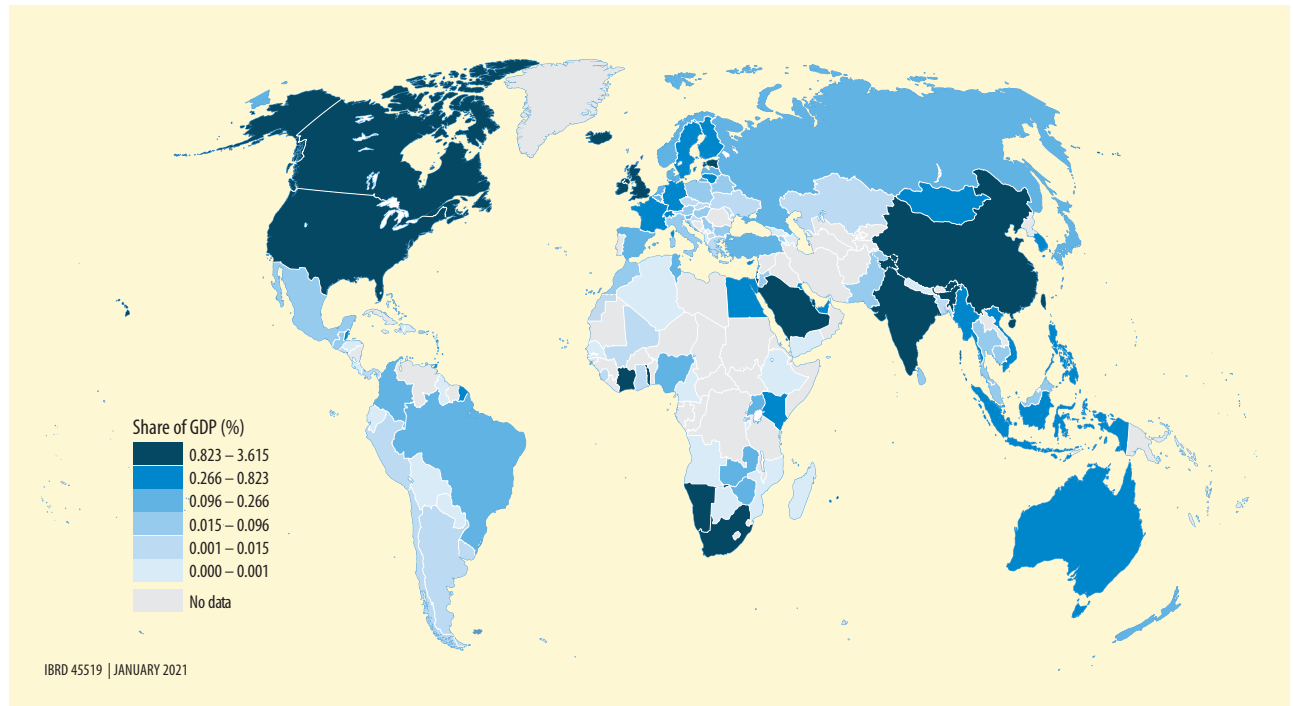 Share of GDP (%)
0.823 – 3.615
0.266 – 0.823
0.096 – 0.266
0.015 – 0.096
0.001 – 0.015
0.000 – 0.001
No data
IBRD 45519 | JANUARY 2021